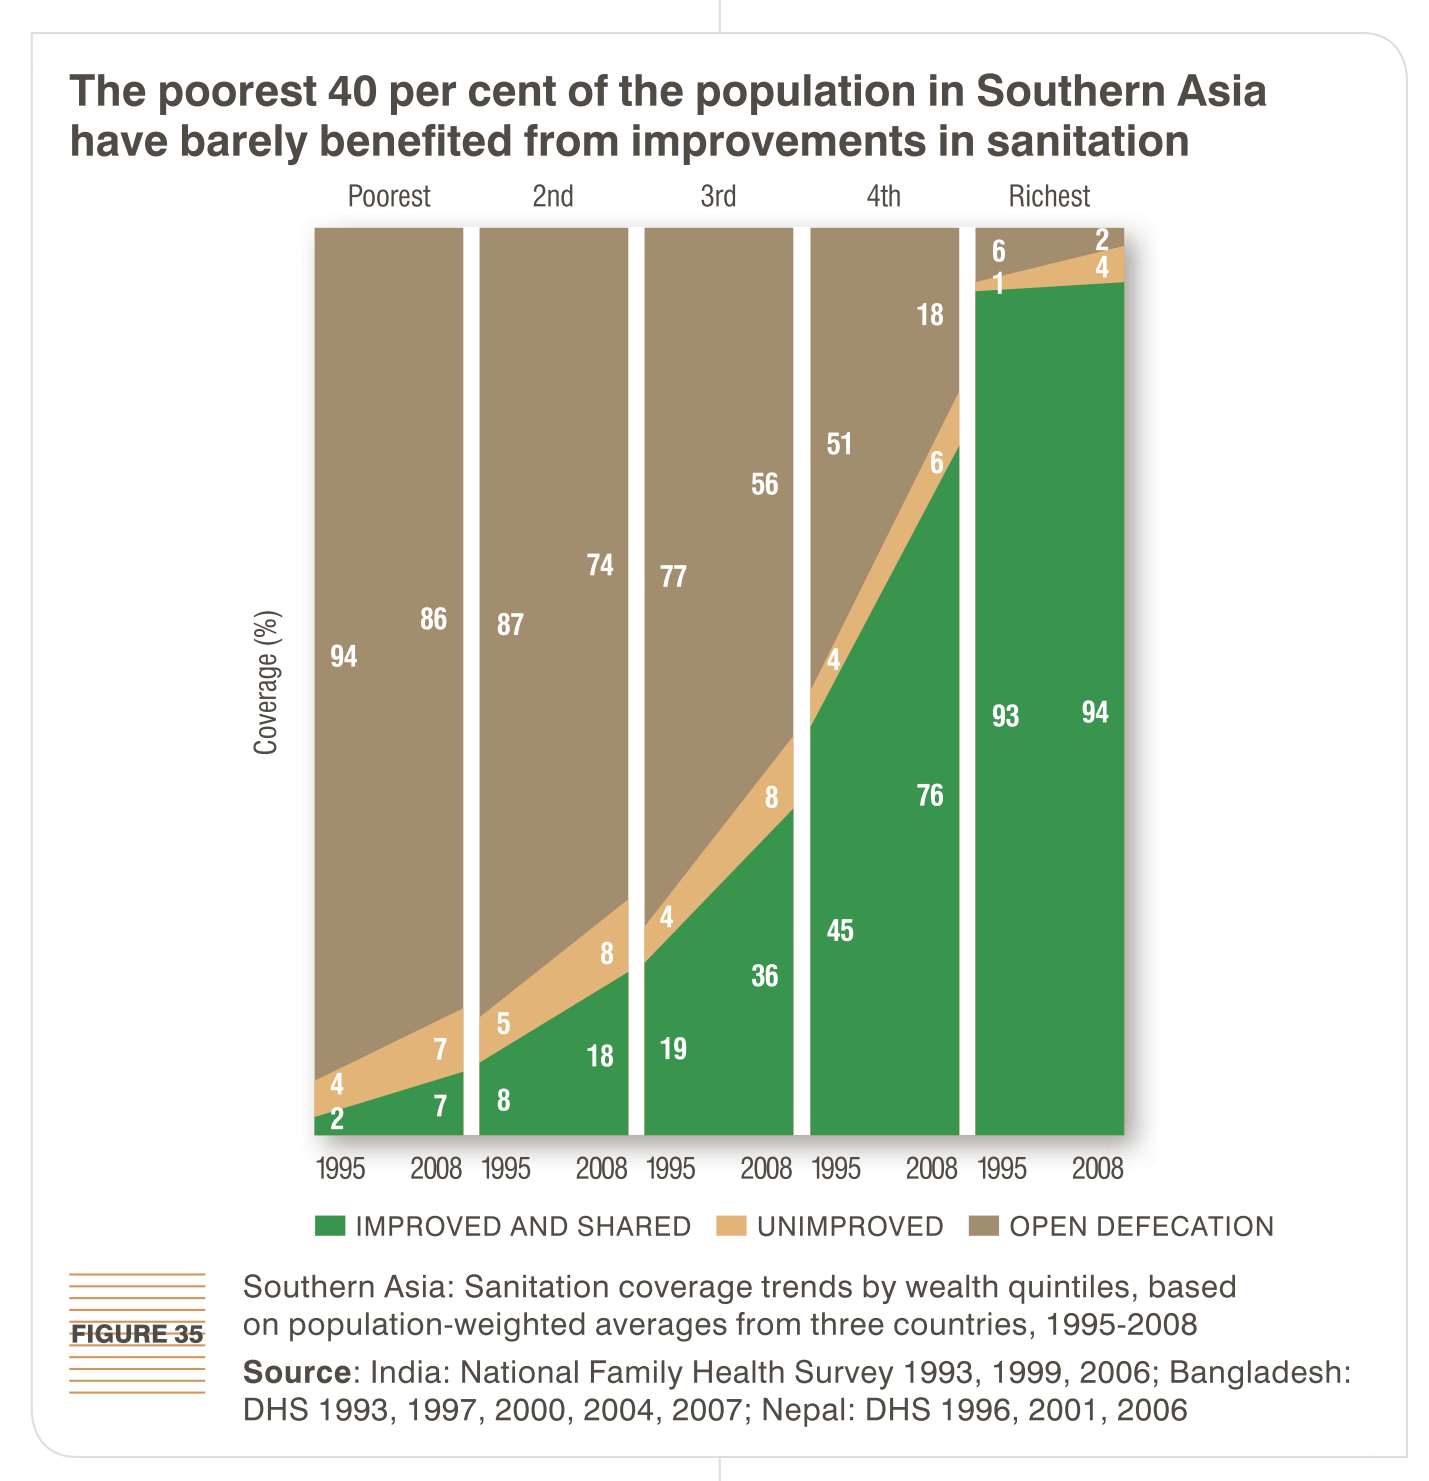 The poorest 40 per cent of the population in Southern Asia
have barely benefited from improvements in sanitation
Poorest 2nd 3rd 4th Richest
Coverage (%)
94 86 87 74 77 56 51 18 6 2
4 7 5 8 4 8 4 6 1 4
2 7 8 18 19 36 45 76 93 94
1995 2008 1995 2008 1995 2008 1995 2008 1995 2008
IMPROVED AND SHARED UNIMPROVED OPEN DEFECATION
FIGURE 35
Southern Asia: Sanitation coverage trends by wealth quintiles, based
on population-weighted averages from three countries, 1995-2008
Source: India: National Family Health Survey 1993, 1999, 2006; Bangladesh:
DHS 1993, 1997, 2000, 2004, 2007; Nepal: DHS 1996, 2001, 2006